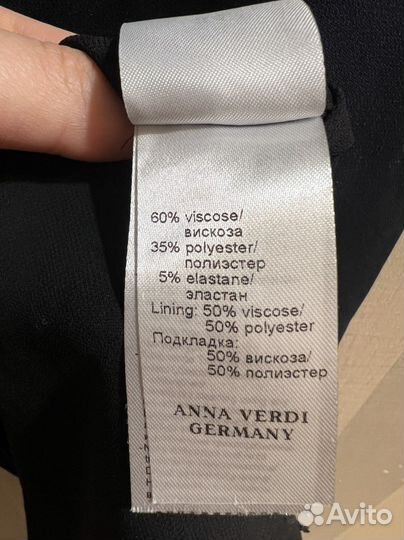 60% viscose/
вискоза
35% polyester/
полиэстер
5% elastane/
эластан
Lining: 50% viscose/
50% polyester
Подкладка:
50% вискоза/
50% полиэстер
ANNA VERDI
GERMANY
Avito